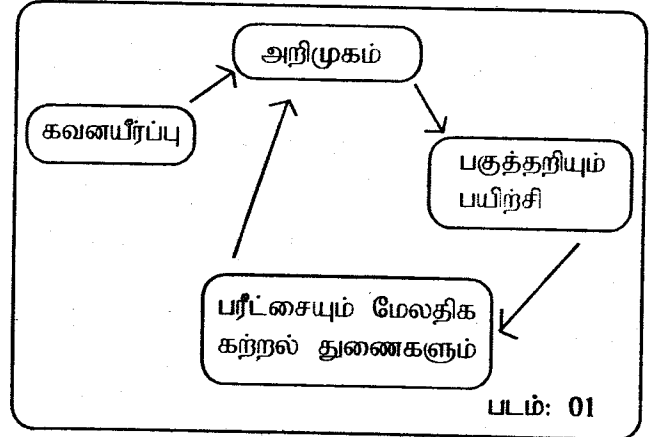 அறிமுகம்
கவனயீர்ப்பு
பகுத்தறியும்
பயிற்சி
பரீட்சையும் மேலதிக
கற்றல் துணைகளும்
படம்: 01